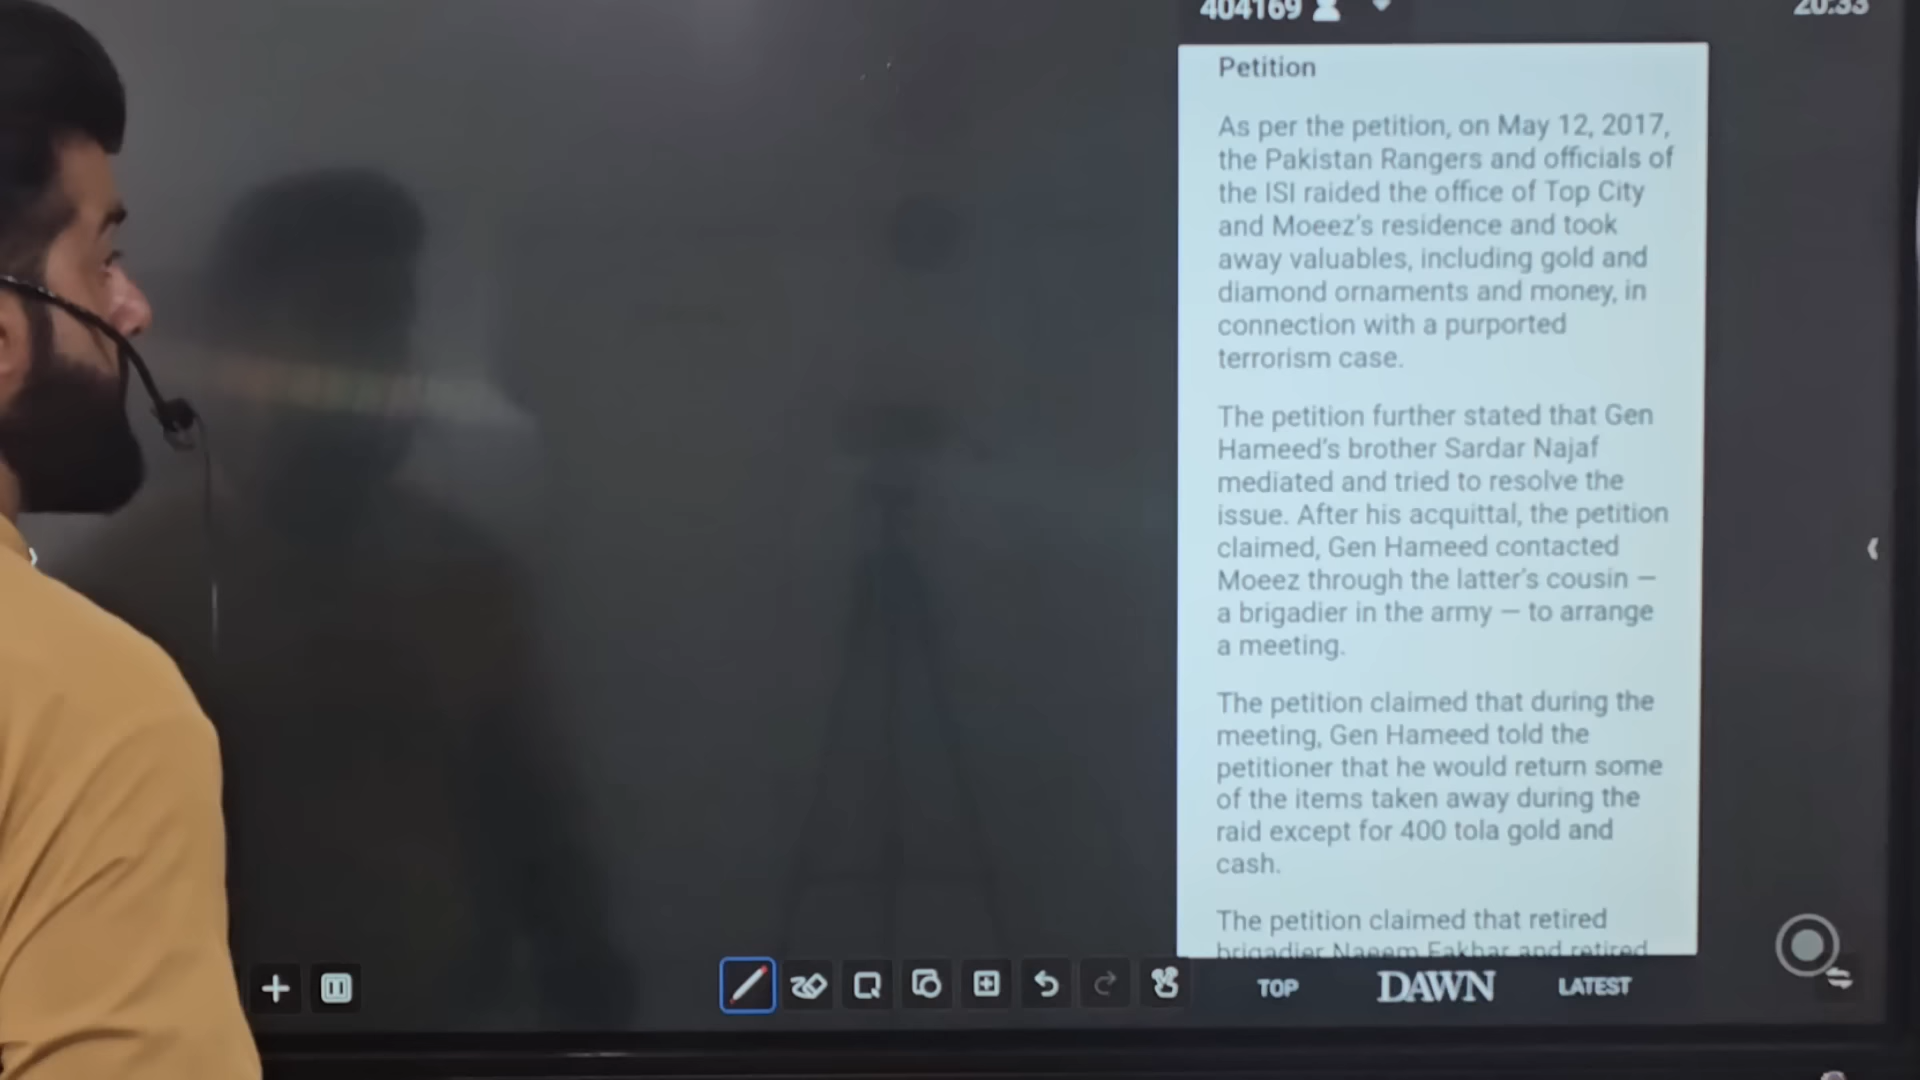 404169
20:33
Petition
As per the petition, on May 12, 2017,
the Pakistan Rangers and officials of
the ISI raided the office of Top City
and Moeez's residence and took
away valuables, including gold and
diamond ornaments and money, in
connection with a purported
terrorism case.
The petition further stated that Gen
Hameed's brother Sardar Najaf
mediated and tried to resolve the
issue. After his acquittal, the petition
claimed, Gen Hameed contacted
Moeez through the latter's cousin —
a brigadier in the army — to arrange
a meeting.
The petition claimed that during the
meeting, Gen Hameed told the
petitioner that he would return some
of the items taken away during the
raid except for 400 tola gold and
cash.
The petition claimed that retired
brigadier Naeem Fakhar and retired
TOP DAWN LATEST